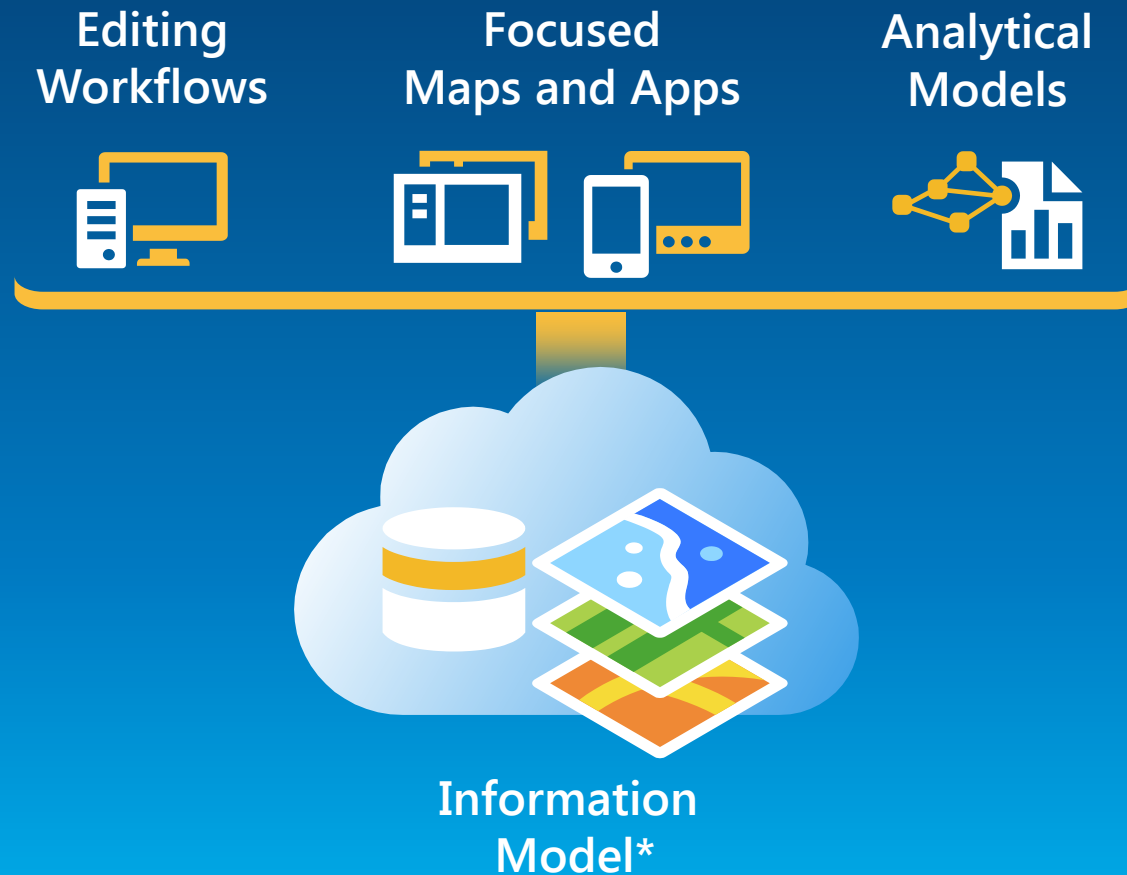 Editing
Workflows
Focused
Maps and Apps
Analytical
Models
Information
Model*